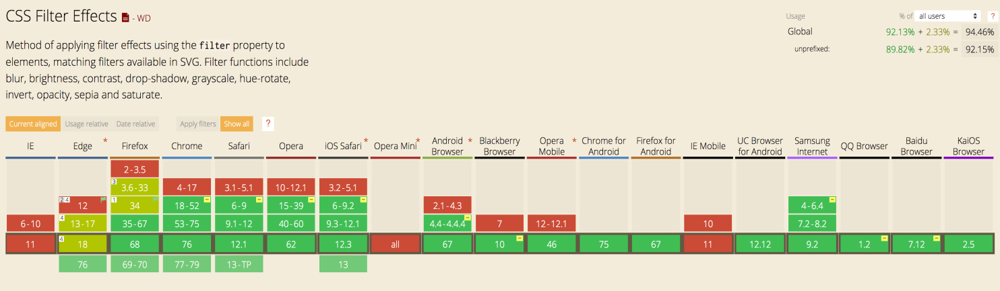 CSS Filter Effects - WD
Usage % of all users ?
Global 92.13% + 2.33% = 94.46%
unprefixed: 89.82% + 2.33% = 92.15%
Method of applying filter effects using the filter property to
elements, matching filters available in SVG. Filter functions include
blur, brightness, contrast, drop-shadow, grayscale, hue-rotate,
invert, opacity, sepia and saturate.
Current aligned Usage relative Date relative Apply filters Show all ?
IE Edge * Firefox Chrome Safari Opera iOS Safari * Opera Mini * Android Browser * Blackberry Browser Opera Mobile * Chrome for Android Firefox for Android IE Mobile UC Browser for Android Samsung Internet QQ Browser Baidu Browser KaiOS Browser
2-3.5
3 3.6-33 4-17 3.1-5.1 10-12.1 3.2-5.1
2 4 12 1 34 18-52 6-9 15-39 6-9.2 2.1-4.3 4-6.4
6-10 4 13-17 35-67 53-75 9.1-12 40-60 9.3-12.1 4.4-4.4.4 7 12-12.1 10 7.2-8.2
11 4 18 68 76 12.1 62 12.3 all 67 10 46 75 67 11 12.12 9.2 1.2 7.12 2.5
76 69-70 77-79 13-TP 13